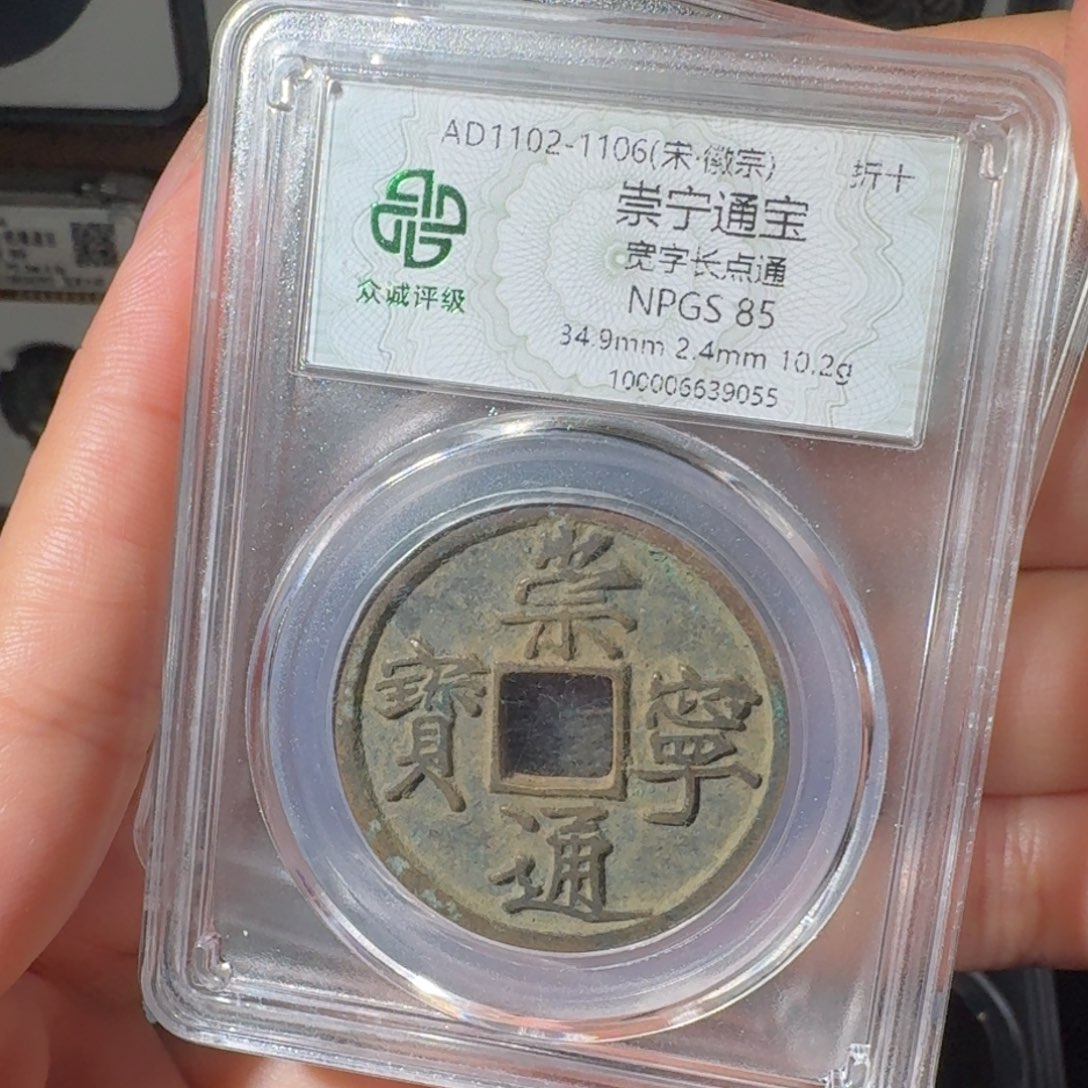 AD1102-1106(宋·徽宗) 折十
崇宁通宝
宽字长点通
NPGS 85
34.9mm 2.4mm 10.2g
100006639055
众诚评级
崇
寧
通
寶